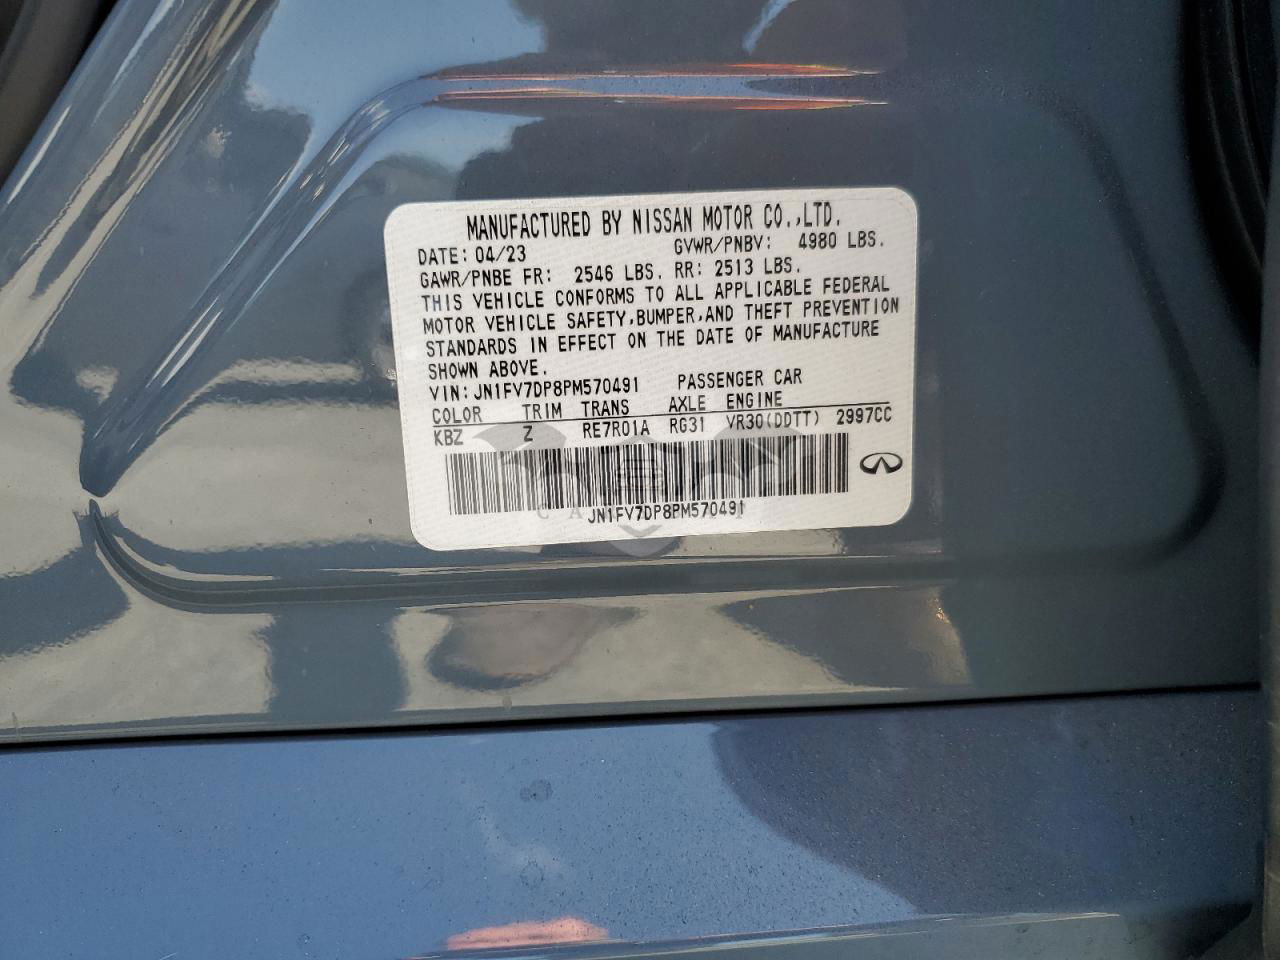 MANUFACTURED BY NISSAN MOTOR CO.,LTD.
DATE: 04/23 GVWR/PNBV: 4980 LBS.
GAWR/PNBE FR: 2546 LBS. RR: 2513 LBS.
THIS VEHICLE CONFORMS TO ALL APPLICABLE FEDERAL
MOTOR VEHICLE SAFETY,BUMPER,AND THEFT PREVENTION
STANDARDS IN EFFECT ON THE DATE OF MANUFACTURE
SHOWN ABOVE.
VIN: JN1FV7DP8PM570491 PASSENGER CAR
COLOR TRIM TRANS AXLE ENGINE
KBZ Z RE7R01A RG31 VR30(DDTT) 2997CC
JN1FV7DP8PM570491